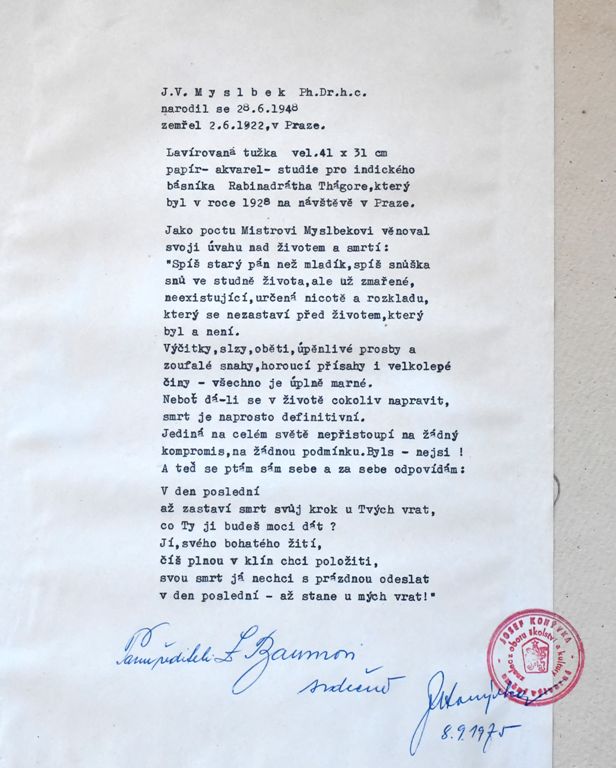 J.V. M y s l b e k Ph.Dr.h.c.
narodil se 28.6.1948
zemřel 2.6.1922,v Praze.
Lavírovaná tužka vel.41 x 31 cm
papír- akvarel- studie pro indického
básníka Rabinadrátha Thágore,který
byl v roce 1928 na návštěvě v Praze.
Jako poctu Mistrovi Myslbekovi věnoval
svoji úvahu nad životem a smrtí:
"Spíš starý pán než mladík,spíš snůška
snů ve studně života,ale už zmařené,
neexistující,určená nicotě a rozkladu,
který se nezastaví před životem,který
byl a není.
Výčitky,slzy,oběti,úpěnlivé prosby a
zoufalé snahy,horoucí přísahy i velkolepé
činy - všechno je úplně marné.
Neboť dá-li se v životě cokoliv napravit,
smrt je naprosto definitivní.
Jediná na celém světě nepřistoupí na žádný
kompromis,na žádnou podmínku.Byls - nejsi !
A teď se ptám sám sebe a za sebe odpovídám:
V den poslední
až zastaví smrt svůj krok u Tvých vrat,
co Ty ji budeš moci dát ?
Jí,svého bohatého žití,
číš plnou v klín chci položiti,
svou smrt já nechci s prázdnou odeslat
v den poslední - až stane u mých vrat!"
Panu řediteli Baumovi
srdečně
8.9.1975
JOSEF KONÝVKA
znalec z oboru školství a kultury